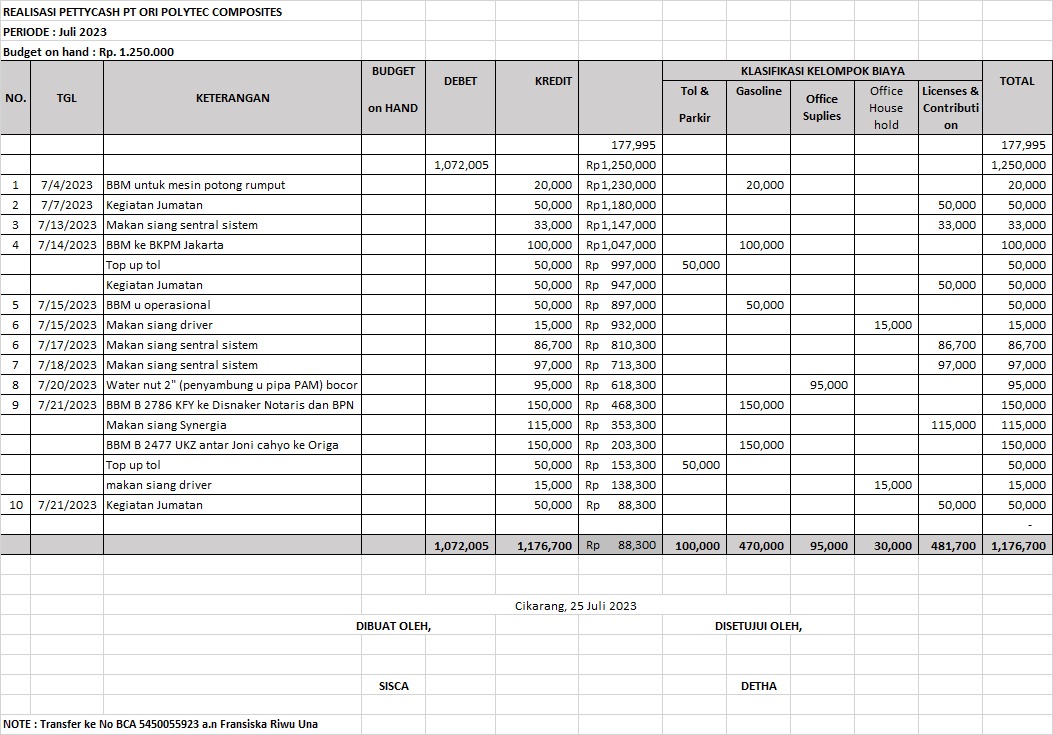 REALISASI PETTYCASH PT ORI POLYTEC COMPOSITES
PERIODE : Juli 2023
Budget on hand : Rp. 1.250.000
NO. TGL KETERANGAN BUDGET on HAND DEBET KREDIT KLASIFIKASI KELOMPOK BIAYA TOTAL
Tol & Parkir Gasoline Office Suplies Office House hold Licenses & Contributi on
177,995 177,995
1,072,005 Rp1,250,000 1,250,000
1 7/4/2023 BBM untuk mesin potong rumput 20,000 Rp1,230,000 20,000 20,000
2 7/7/2023 Kegiatan Jumatan 50,000 Rp1,180,000 50,000 50,000
3 7/13/2023 Makan siang sentral sistem 33,000 Rp1,147,000 33,000 33,000
4 7/14/2023 BBM ke BKPM Jakarta 100,000 Rp1,047,000 100,000 100,000
Top up tol 50,000 Rp 997,000 50,000 50,000
Kegiatan Jumatan 50,000 Rp 947,000 50,000 50,000
5 7/15/2023 BBM u operasional 50,000 Rp 897,000 50,000 50,000
6 7/15/2023 Makan siang driver 15,000 Rp 932,000 15,000 15,000
6 7/17/2023 Makan siang sentral sistem 86,700 Rp 810,300 86,700 86,700
7 7/18/2023 Makan siang sentral sistem 97,000 Rp 713,300 97,000 97,000
8 7/20/2023 Water nut 2" (penyambung u pipa PAM) bocor 95,000 Rp 618,300 95,000 95,000
9 7/21/2023 BBM B 2786 KFY ke Disnaker Notaris dan BPN 150,000 Rp 468,300 150,000 150,000
Makan siang Synergia 115,000 Rp 353,300 115,000 115,000
BBM B 2477 UKZ antar Joni cahyo ke Origa 150,000 Rp 203,300 150,000 150,000
Top up tol 50,000 Rp 153,300 50,000 50,000
makan siang driver 15,000 Rp 138,300 15,000 15,000
10 7/21/2023 Kegiatan Jumatan 50,000 Rp 88,300 50,000 50,000
-
1,072,005 1,176,700 Rp 88,300 100,000 470,000 95,000 30,000 481,700 1,176,700
Cikarang, 25 Juli 2023
DIBUAT OLEH, DISETUJUI OLEH,
SISCA DETHA
NOTE : Transfer ke No BCA 5450055923 a.n Fransiska Riwu Una